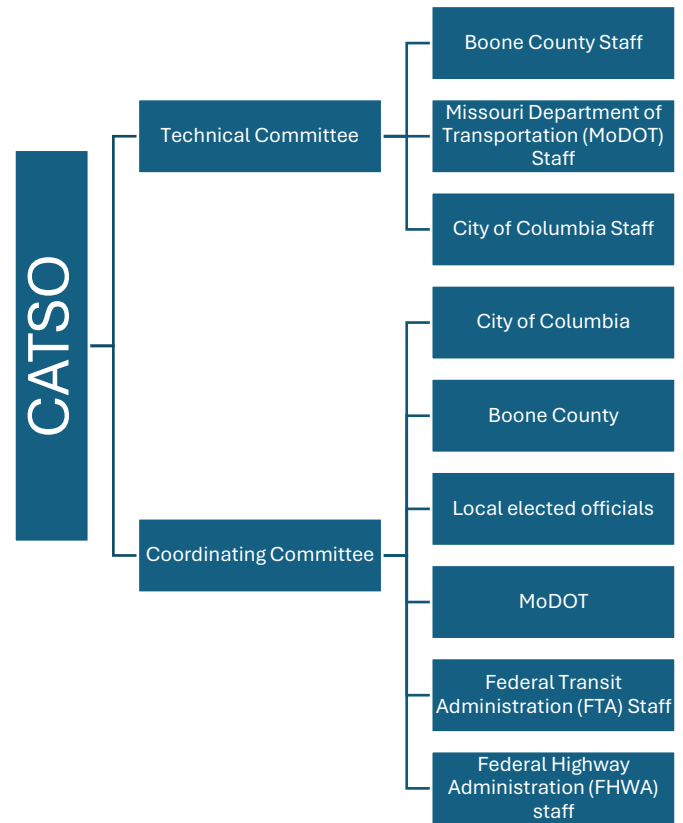 CATSO
Technical Committee
Boone County Staff
Missouri Department of
Transportation (MoDOT)
Staff
City of Columbia Staff
Coordinating Committee
City of Columbia
Boone County
Local elected officials
MoDOT
Federal Transit
Administration (FTA) Staff
Federal Highway
Administration (FHWA)
staff